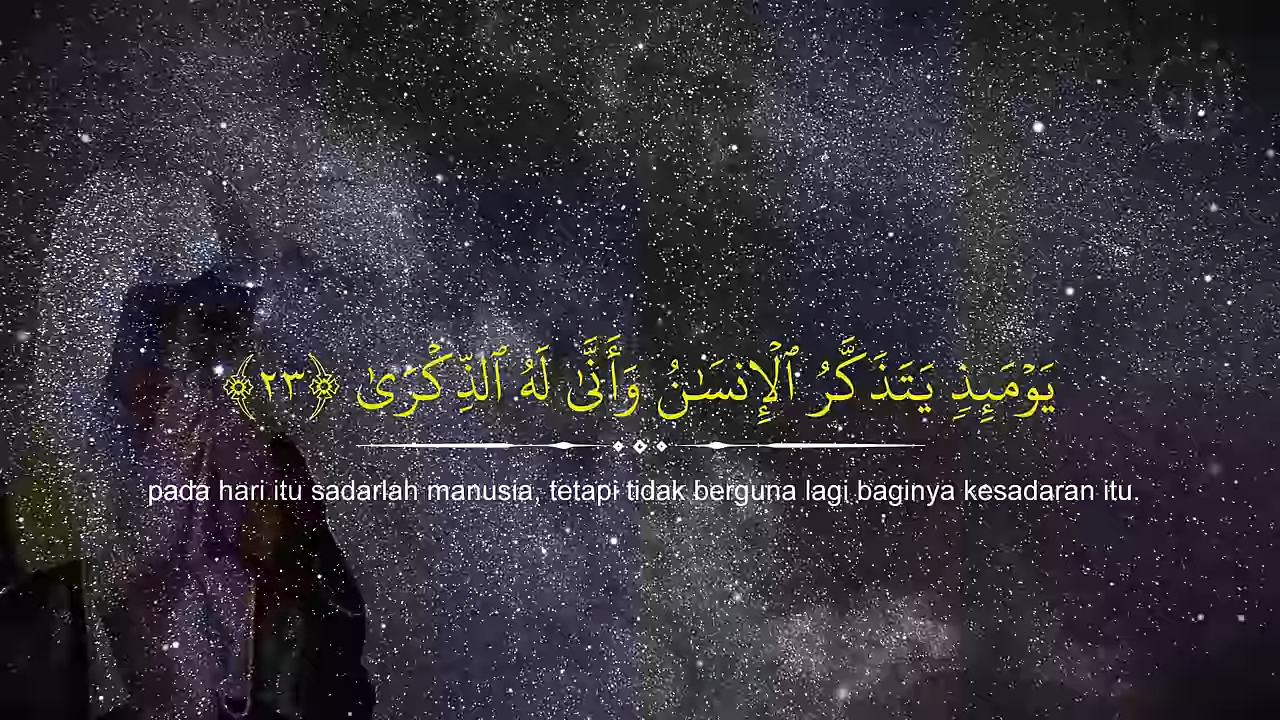 يَوْمَئِذٍ يَتَذَكَّرُ ٱلْإِنسَـٰنُ وَأَنَّىٰ لَهُ ٱلذِّكْرَىٰ ﴿٢٣﴾
pada hari itu sadarlah manusia, tetapi tidak berguna lagi baginya kesadaran itu.